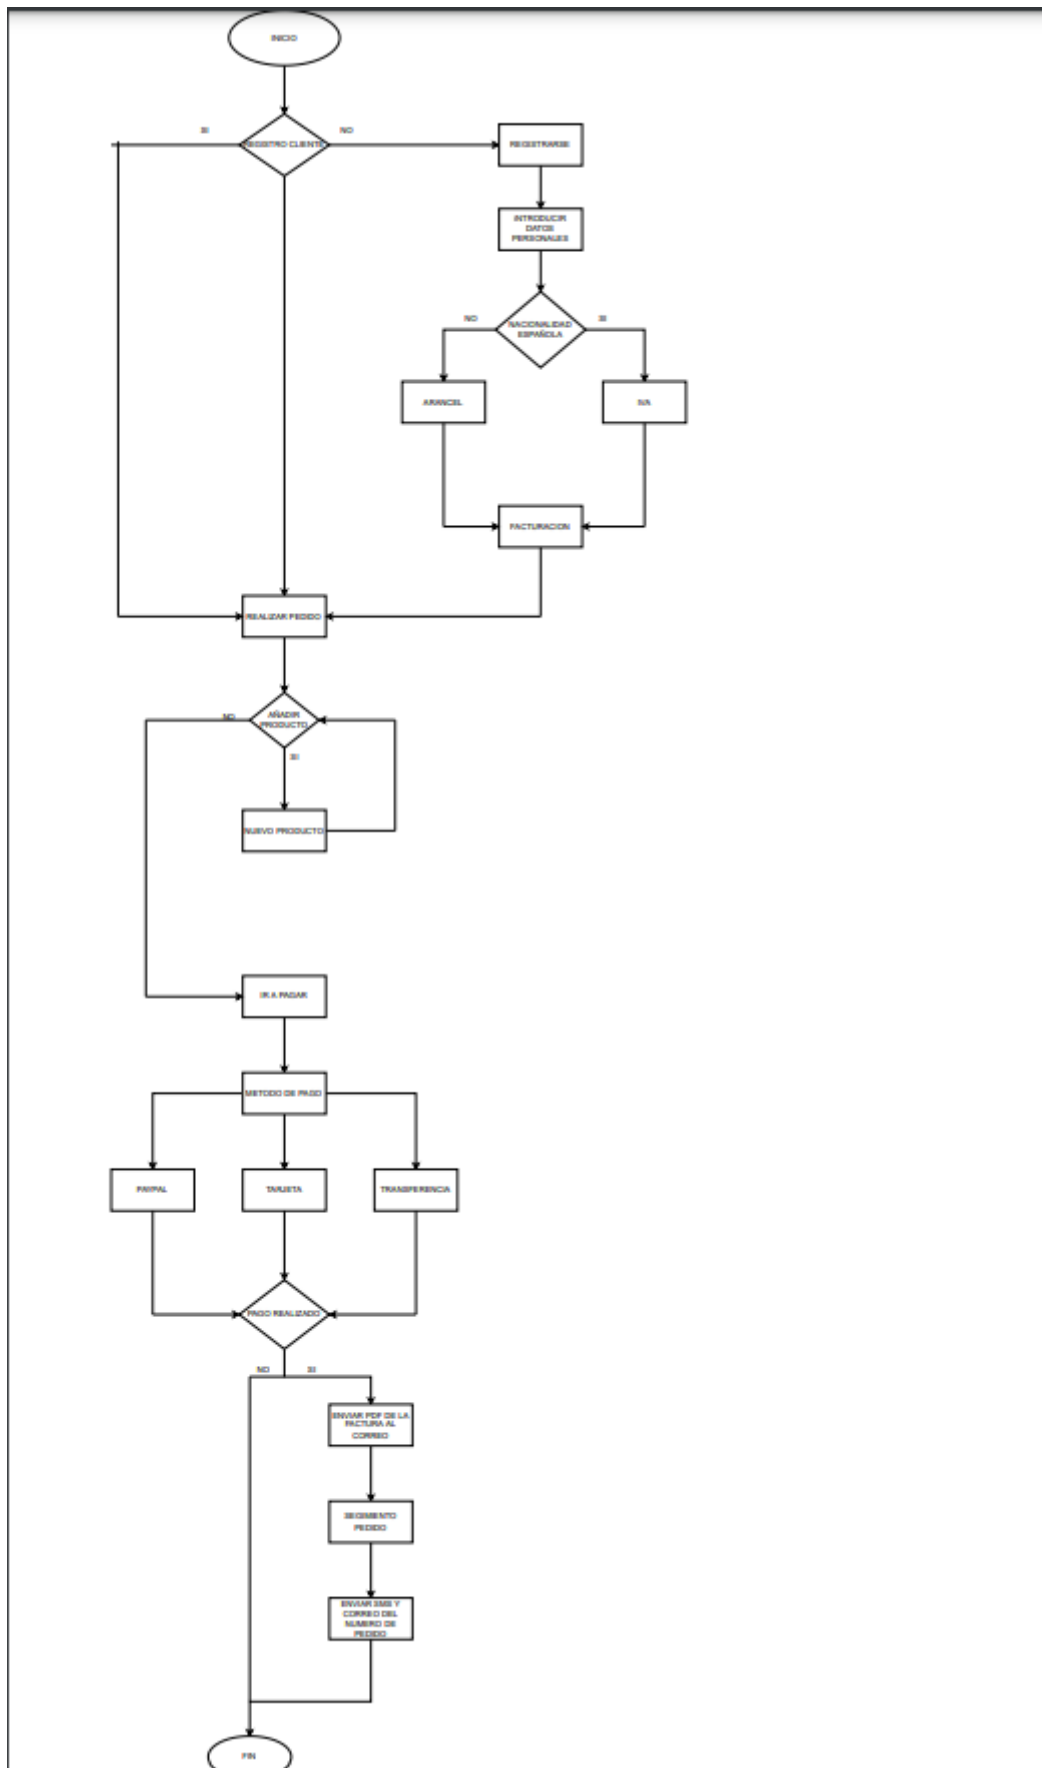 INICIO
SI
NO
REGISTRO CLIENTE
REGISTRARSE
INTRODUCIR
DATOS
PERSONALES
NO
SI
NACIONALIDAD
ESPAÑOLA
ARANCEL
IVA
FACTURACION
REALIZAR PEDIDO
NO
AÑADIR
PRODUCTO
SI
NUEVO PRODUCTO
IR A PAGAR
METODO DE PAGO
PAYPAL
TARJETA
TRANSFERENCIA
PAGO REALIZADO
NO
SI
ENVIAR PDF DE LA
FACTURA AL
CORREO
SEGIMIENTO
PEDIDO
ENVIAR SMS Y
CORREO DEL
NUMERO DE
PEDIDO
FIN